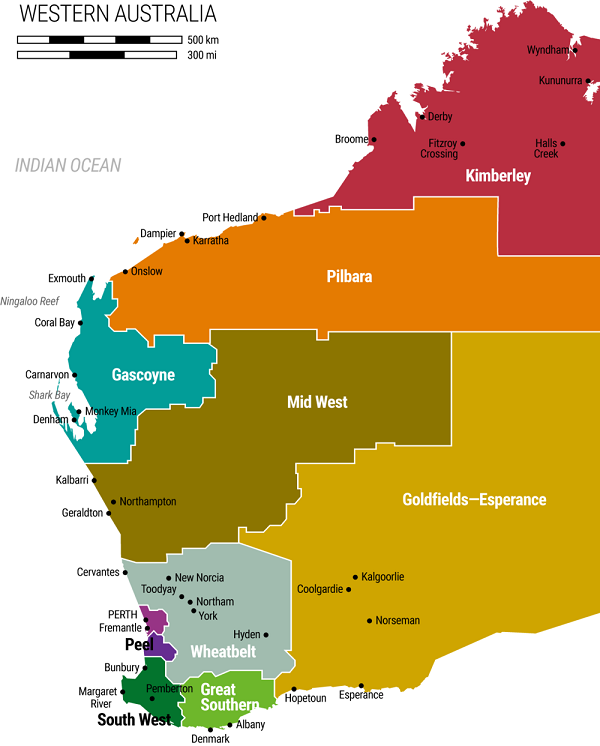 WESTERN AUSTRALIA
500 km
300 mi
Wyndham
Kununurra
Derby
Broome
Fitzroy
Crossing
Halls
Creek
INDIAN OCEAN
Kimberley
Port Hedland
Dampier
Karratha
Onslow
Exmouth
Pilbara
Ningaloo Reef
Coral Bay
Carnarvon
Gascoyne
Shark Bay
Monkey Mia
Denham
Mid West
Kalbarri
Northampton
Geraldton
Goldfields—Esperance
Cervantes
New Norcia
Toodyay
Northam
York
Kalgoorlie
Coolgardie
PERTH
Fremantle
Norseman
Hyden
Peel
Wheatbelt
Bunbury
Pemberton
Margaret
River
Great
Southern
Hopetoun
Esperance
South West
Albany
Denmark